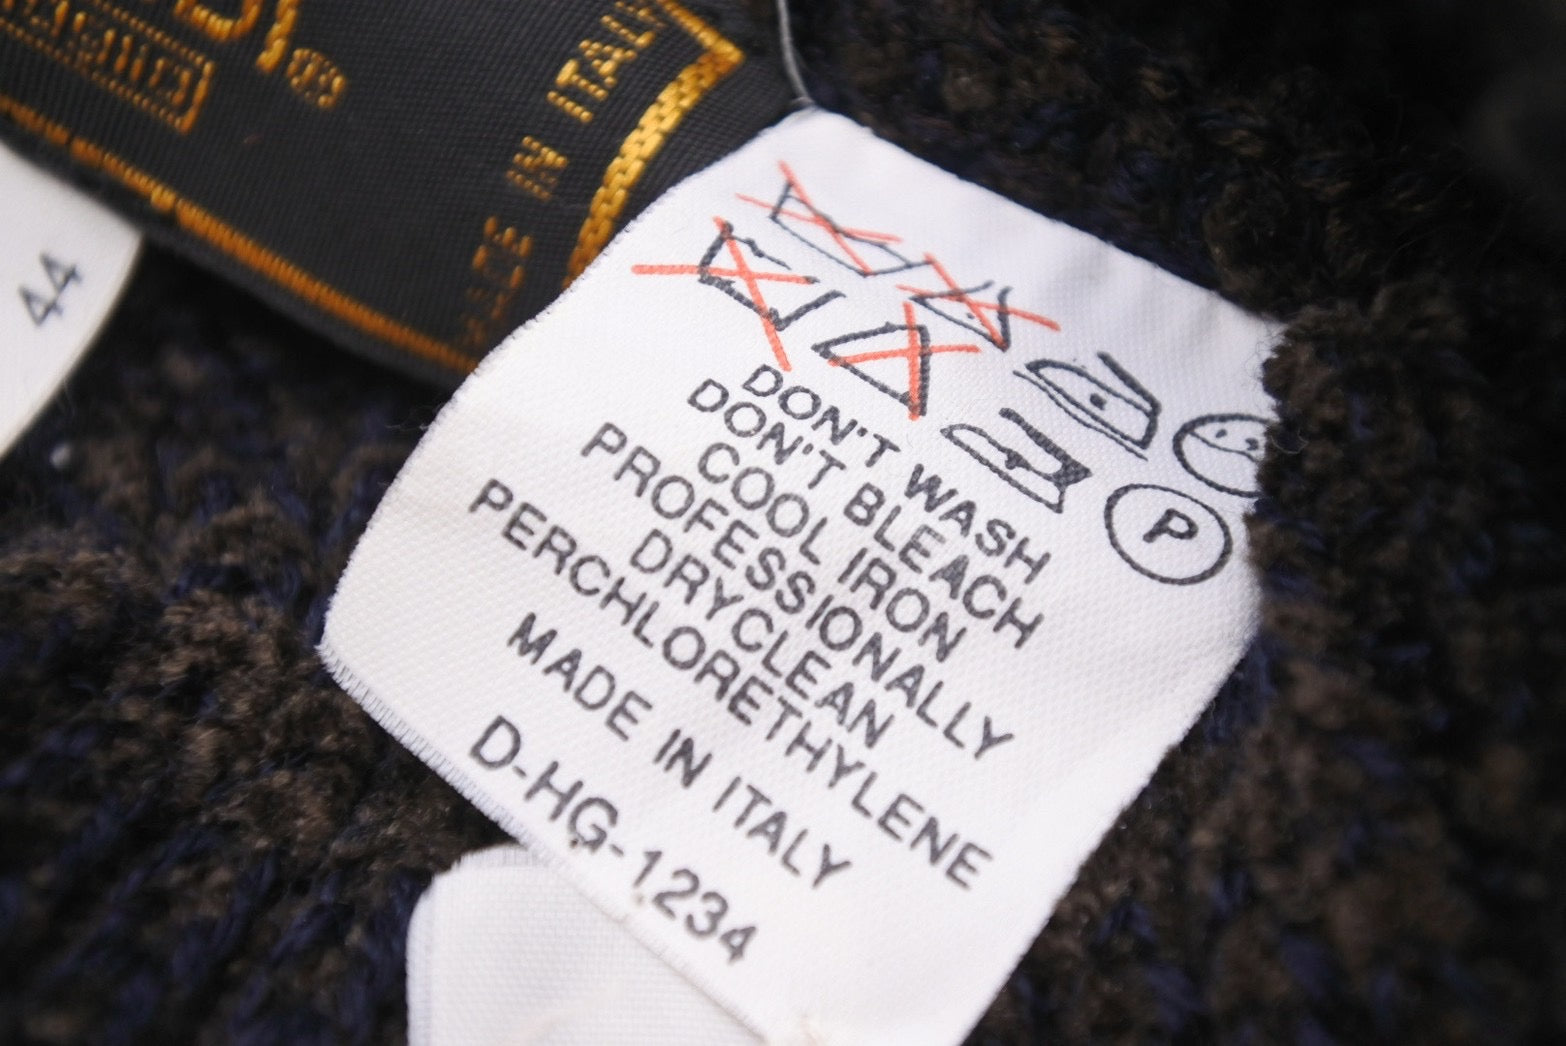 ®
MADE IN ITALY
44
P
DON'T WASH
DON'T BLEACH
COOL IRON
PROFESSIONALLY
DRYCLEAN
PERCHLORETHYLENE
MADE IN ITALY
D-HG-1234